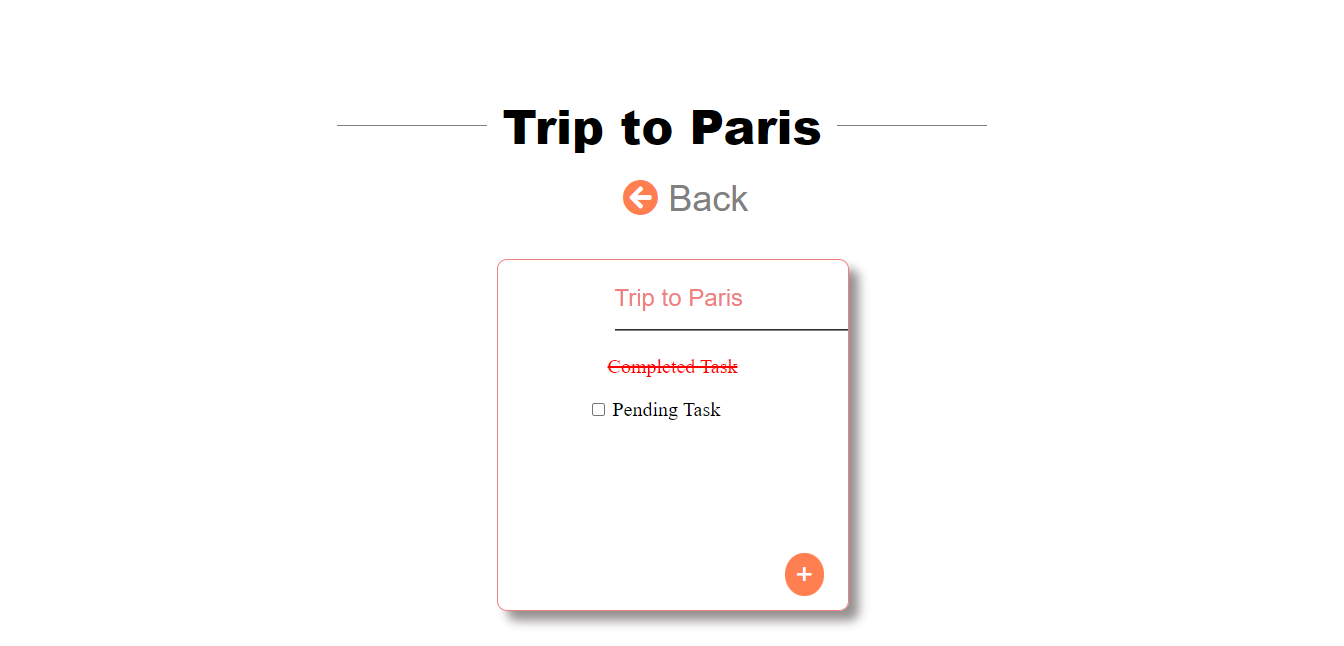 Trip to Paris
Back
Trip to Paris
Completed Task
Pending Task
+